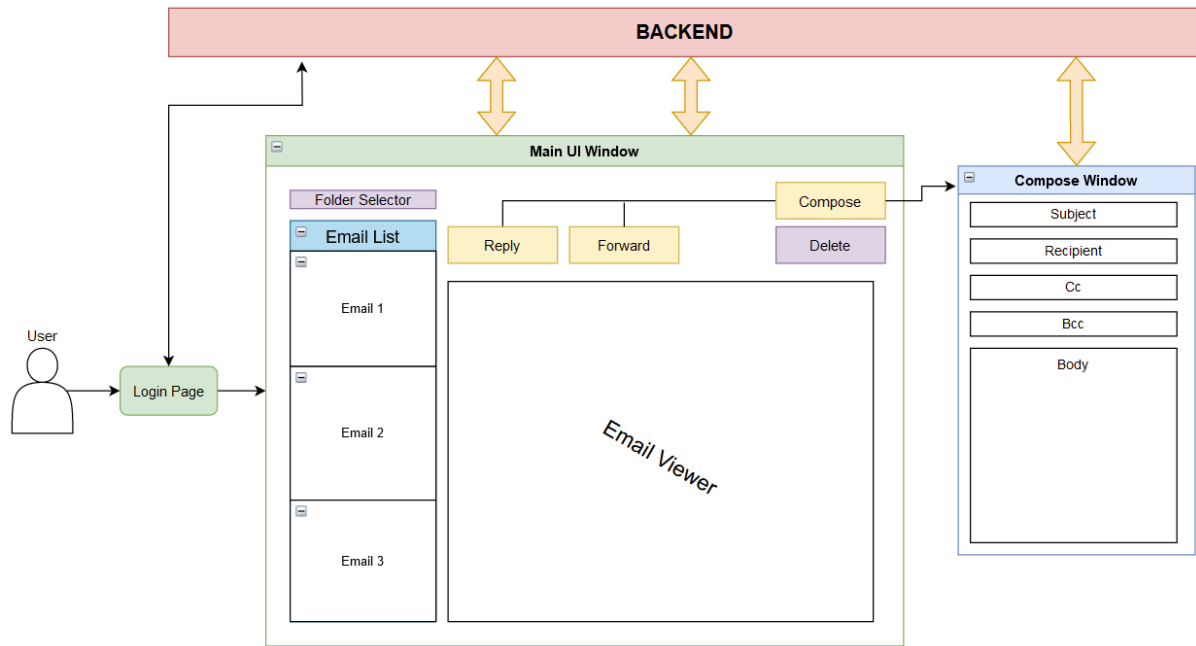 BACKEND
Main UI Window
Folder Selector
Email List
Email 1
Email 2
Email 3
Compose
Reply
Forward
Delete
Email Viewer
User
Login Page
Compose Window
Subject
Recipient
Cc
Bcc
Body